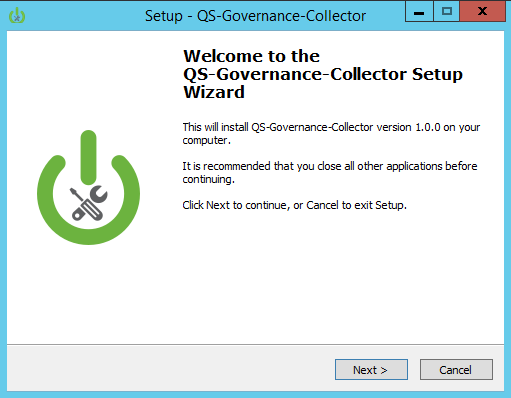 Setup - QS-Governance-Collector
Welcome to the
QS-Governance-Collector Setup
Wizard
This will install QS-Governance-Collector version 1.0.0 on your
computer.
It is recommended that you close all other applications before
continuing.
Click Next to continue, or Cancel to exit Setup.
Next >
Cancel